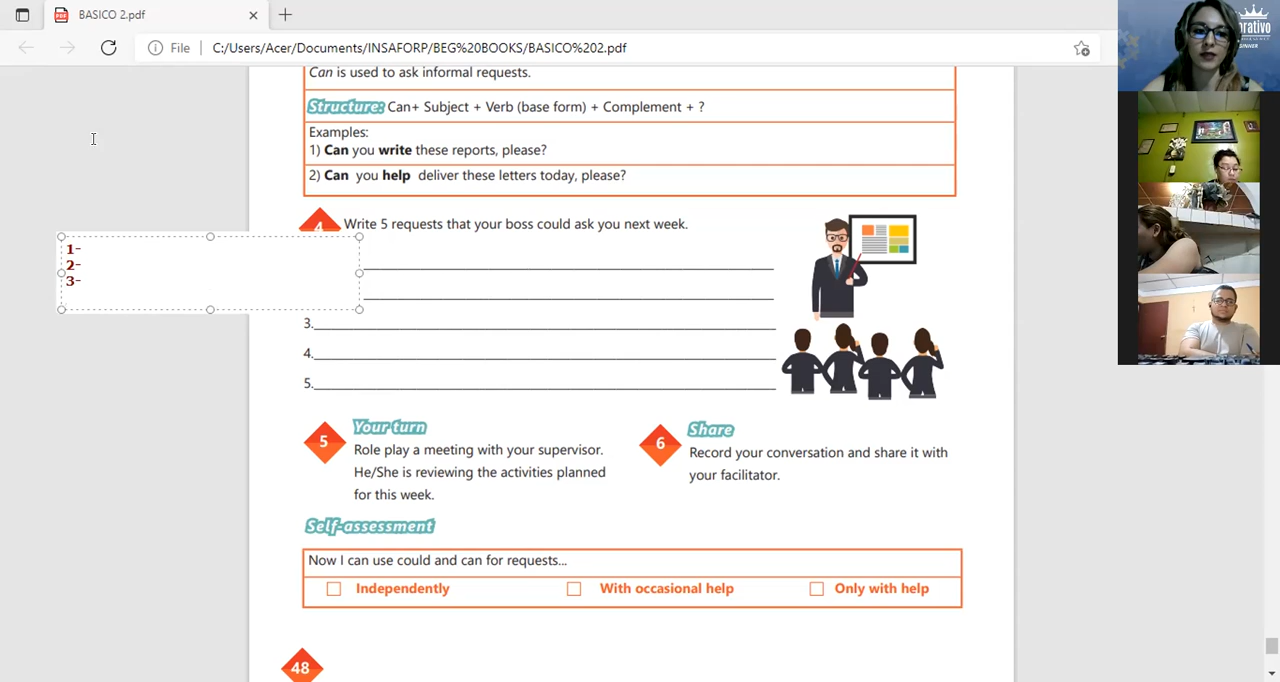 BASICO 2.pdf
File
C:/Users/Acer/Documents/INSAFORP/BEG%20BOOKS/BASICO%202.pdf
rativo
GINNER
Can is used to ask informal requests.
Structure: Can+ Subject + Verb (base form) + Complement + ?
Examples:
1) Can you write these reports, please?
2) Can you help deliver these letters today, please?
4 Write 5 requests that your boss could ask you next week.
1-
2-
3-
3.
4.
5.
5 Your turn
Role play a meeting with your supervisor.
He/She is reviewing the activities planned
for this week.
6 Share
Record your conversation and share it with
your facilitator.
Self-assessment
Now I can use could and can for requests...
Independently
With occasional help
Only with help
48